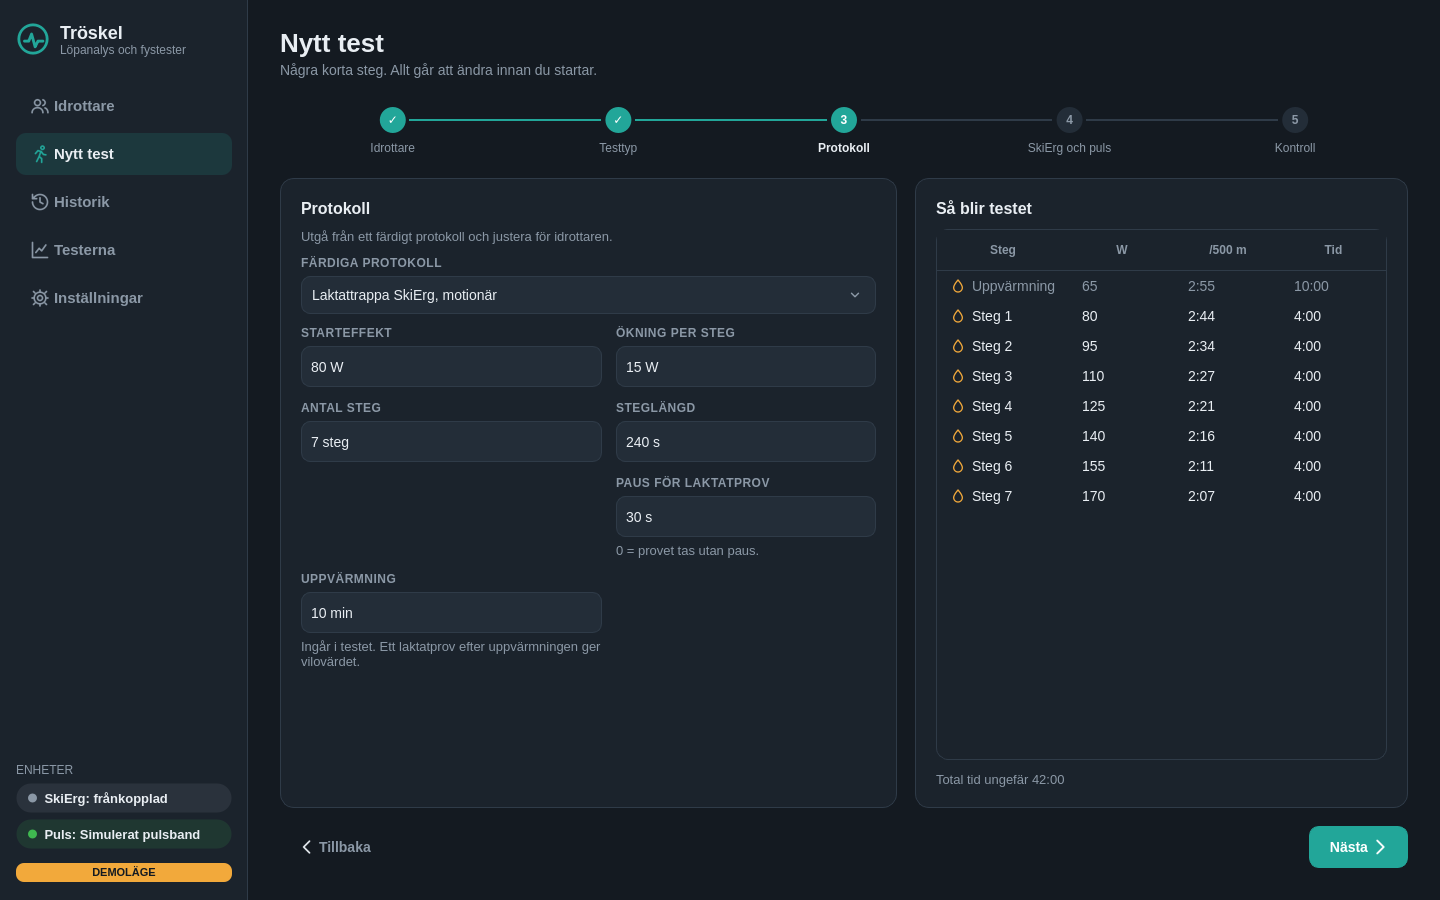 Tröskel
Löpanalys och fystester
Idrottare
Nytt test
Historik
Testerna
Inställningar
ENHETER
SkiErg: frånkopplad
Puls: Simulerat pulsband
DEMOLÄGE
Nytt test
Några korta steg. Allt går att ändra innan du startar.
✓ ✓ 3 4 5
Idrottare Testtyp Protokoll SkiErg och puls Kontroll
Protokoll
Utgå från ett färdigt protokoll och justera för idrottaren.
FÄRDIGA PROTOKOLL
Laktattrappa SkiErg, motionär
STARTEFFEKT ÖKNING PER STEG
80 W 15 W
ANTAL STEG STEGLÄNGD
7 steg 240 s
PAUS FÖR LAKTATPROV
30 s
0 = provet tas utan paus.
UPPVÄRMNING
10 min
Ingår i testet. Ett laktatprov efter uppvärmningen ger
vilovärdet.
Så blir testet
Steg W /500 m Tid
Uppvärmning 65 2:55 10:00
Steg 1 80 2:44 4:00
Steg 2 95 2:34 4:00
Steg 3 110 2:27 4:00
Steg 4 125 2:21 4:00
Steg 5 140 2:16 4:00
Steg 6 155 2:11 4:00
Steg 7 170 2:07 4:00
Total tid ungefär 42:00
Tillbaka
Nästa